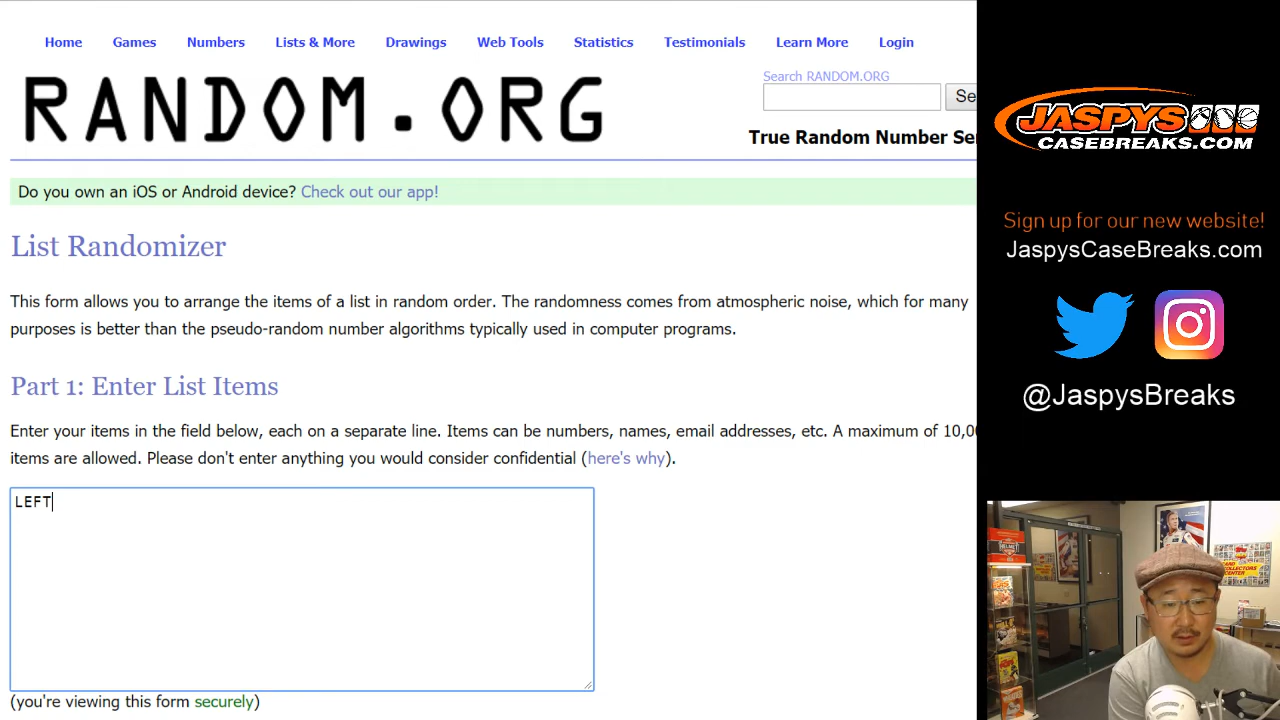 Home Games Numbers Lists & More Drawings Web Tools Statistics Testimonials Learn More Login
RANDOM.ORG
Search RANDOM.ORG
Se
True Random Number Se
Do you own an iOS or Android device? Check out our app!
List Randomizer
This form allows you to arrange the items of a list in random order. The randomness comes from atmospheric noise, which for many
purposes is better than the pseudo-random number algorithms typically used in computer programs.
Part 1: Enter List Items
Enter your items in the field below, each on a separate line. Items can be numbers, names, email addresses, etc. A maximum of 10,00
items are allowed. Please don't enter anything you would consider confidential (here's why).
LEFT
(you're viewing this form securely)
JASPYS
CASEBREAKS.COM
Sign up for our new website!
JaspysCaseBreaks.com
@JaspysBreaks